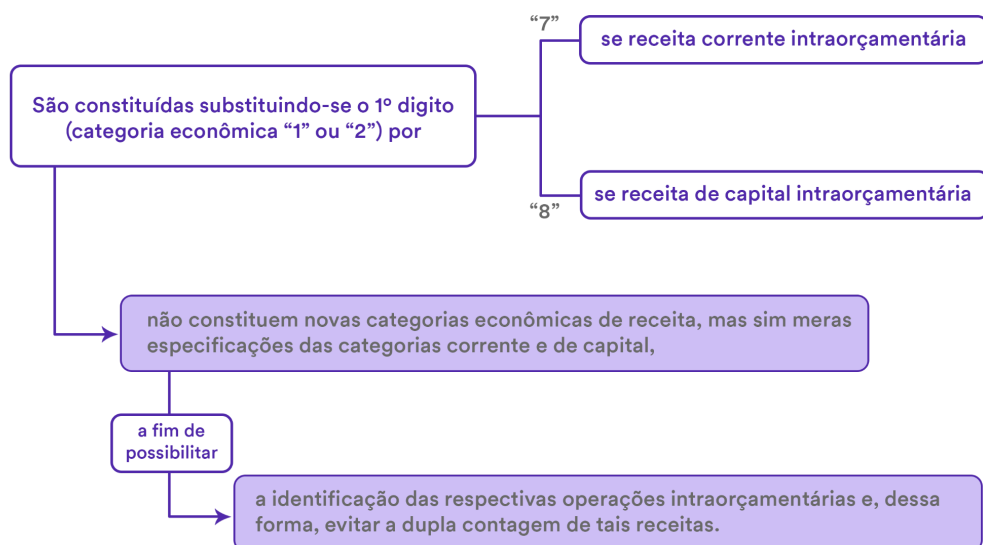 “7”
se receita corrente intraorçamentária
São constituídas substituindo-se o 1º digito
(categoria econômica “1” ou “2”) por
se receita de capital intraorçamentária
“8”
não constituem novas categorias econômicas de receita, mas sim meras
especificações das categorias corrente e de capital,
a fim de
possibilitar
a identificação das respectivas operações intraorçamentárias e, dessa
forma, evitar a dupla contagem de tais receitas.